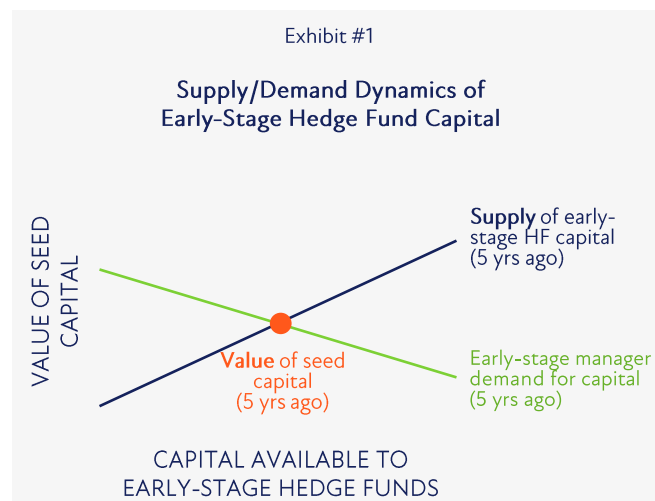 Exhibit #1
Supply/Demand Dynamics of
Early-Stage Hedge Fund Capital
VALUE OF SEED
CAPITAL
Supply of early-
stage HF capital
(5 yrs ago)
Value of seed
capital
(5 yrs ago)
Early-stage manager
demand for capital
(5 yrs ago)
CAPITAL AVAILABLE TO
EARLY-STAGE HEDGE FUNDS